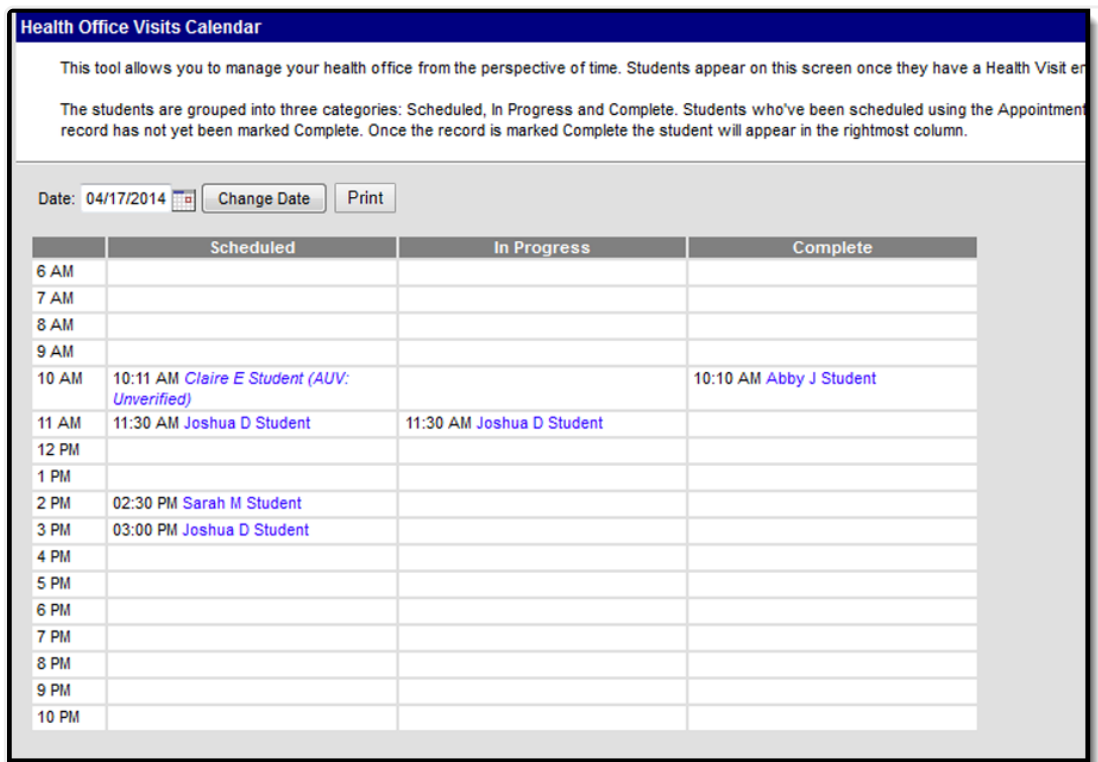 Health Office Visits Calendar
This tool allows you to manage your health office from the perspective of time. Students appear on this screen once they have a Health Visit en
The students are grouped into three categories: Scheduled, In Progress and Complete. Students who've been scheduled using the Appointment
record has not yet been marked Complete. Once the record is marked Complete the student will appear in the rightmost column.
Date: 04/17/2014 Change Date Print
Scheduled In Progress Complete
6 AM
7 AM
8 AM
9 AM
10 AM 10:11 AM Claire E Student (AUV: 10:10 AM Abby J Student
Unverified)
11 AM 11:30 AM Joshua D Student 11:30 AM Joshua D Student
12 PM
1 PM
2 PM 02:30 PM Sarah M Student
3 PM 03:00 PM Joshua D Student
4 PM
5 PM
6 PM
7 PM
8 PM
9 PM
10 PM